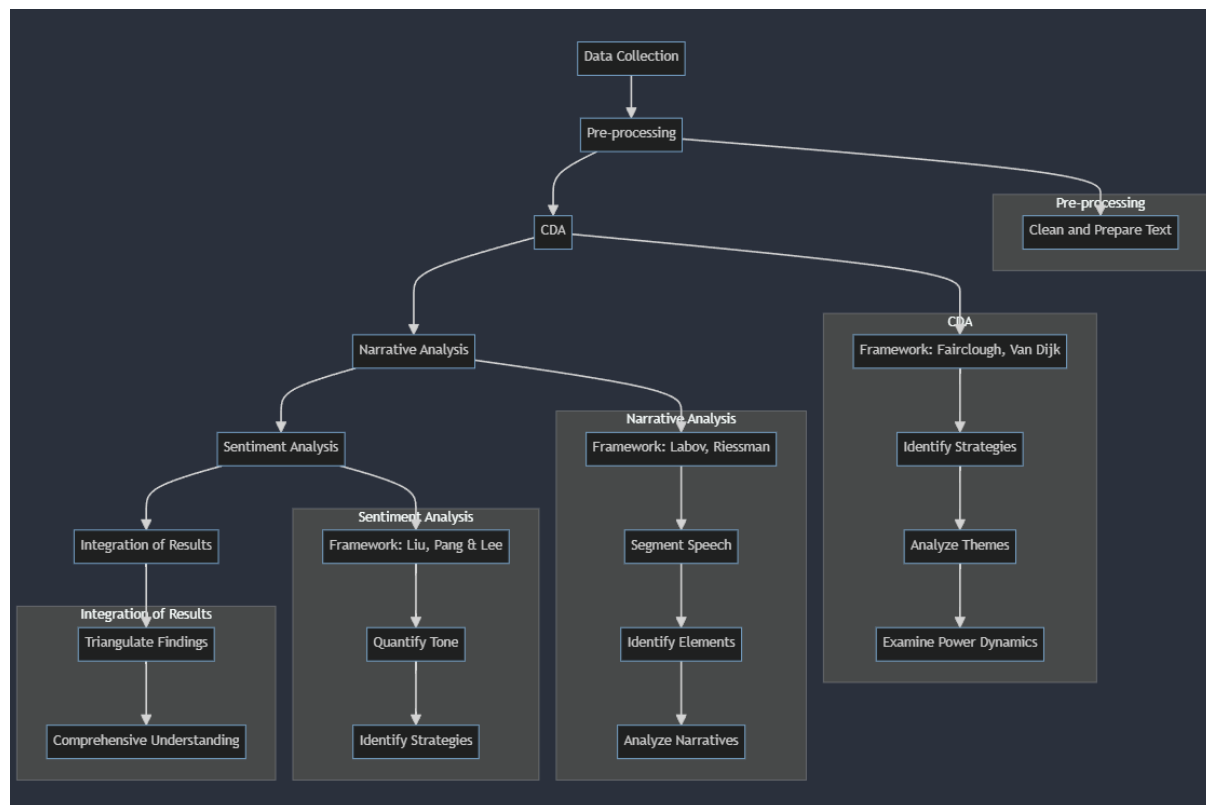 Data Collection
Pre-processing
Pre-processing
Clean and Prepare Text
CDA
CDA
Framework: Fairclough, Van Dijk
Identify Strategies
Analyze Themes
Examine Power Dynamics
Narrative Analysis
Narrative Analysis
Framework: Labov, Riessman
Segment Speech
Identify Elements
Analyze Narratives
Sentiment Analysis
Sentiment Analysis
Framework: Liu, Pang & Lee
Quantify Tone
Identify Strategies
Integration of Results
Integration of Results
Triangulate Findings
Comprehensive Understanding